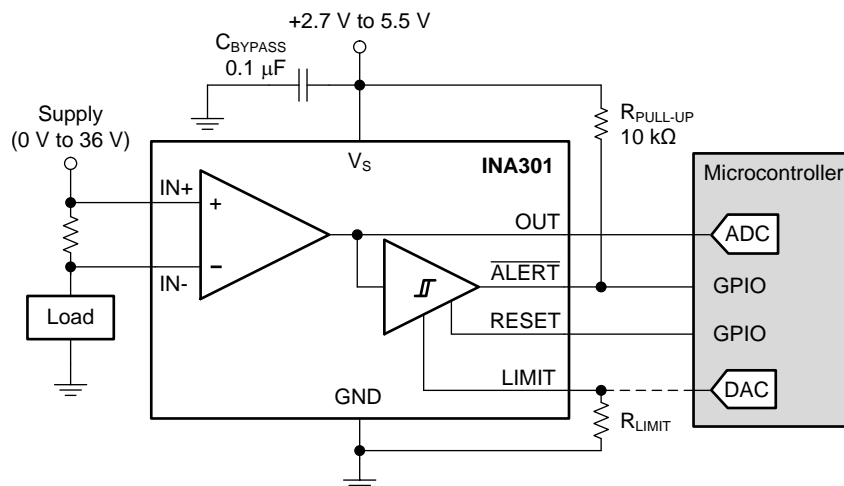 +2.7 V to 5.5 V
CBYPASS
0.1 μF
Supply
(0 V to 36 V)
RPULL-UP
10 kΩ
VS
INA301
Microcontroller
IN+
+
OUT
ADC
-
IN-
ALERT
GPIO
Load
RESET
GPIO
LIMIT
DAC
GND
RLIMIT